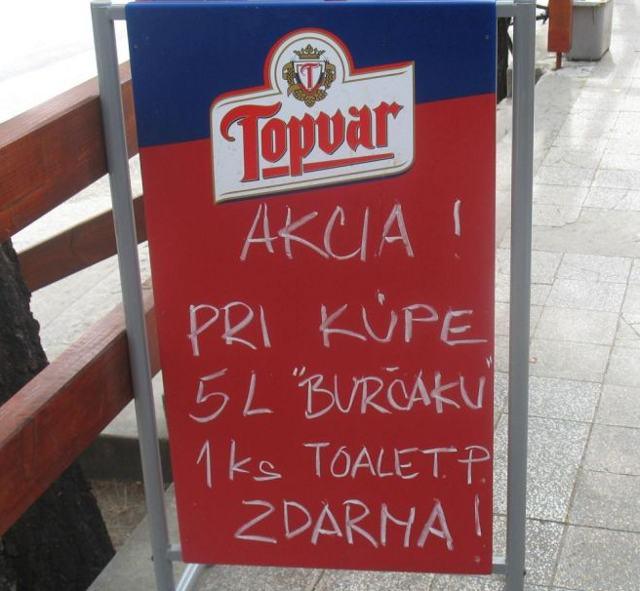 T
Topvar
AKCIA !
PRI KÚPE
5L "BURČAKU"
1ks TOALET.P
ZDARMA!